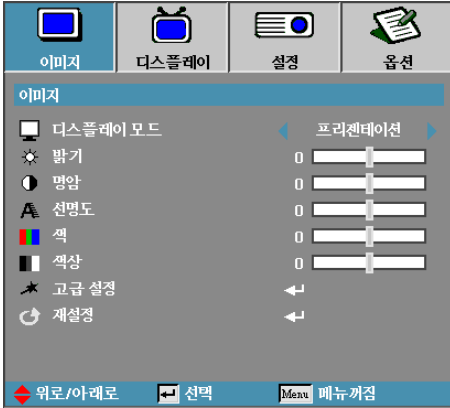 이미지 디스플레이 설정 옵션
이미지
디스플레이 모드 프리젠테이션
밝기 0
명암 0
선명도 0
색 0
색상 0
고급 설정
재설정
위로/아래로 선택 Menu 메뉴꺼짐